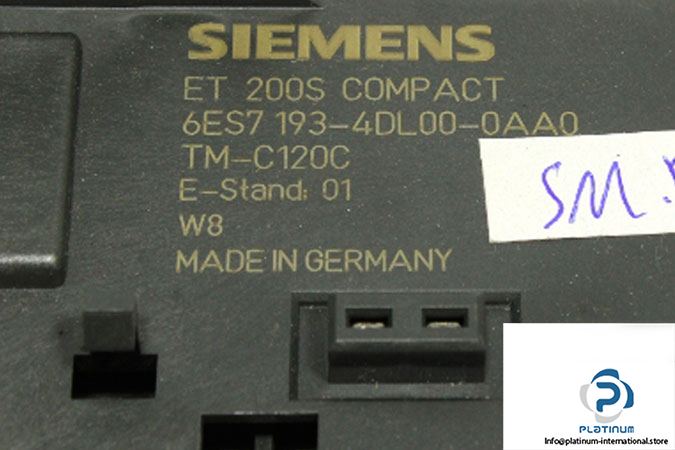 SIEMENS
ET 200S COMPACT
6ES7 193-4DL00-0AA0
TM-C120C
E-Stand: 01
W8
MADE IN GERMANY
SM.
PLATINUM
Info@platinum-international.store